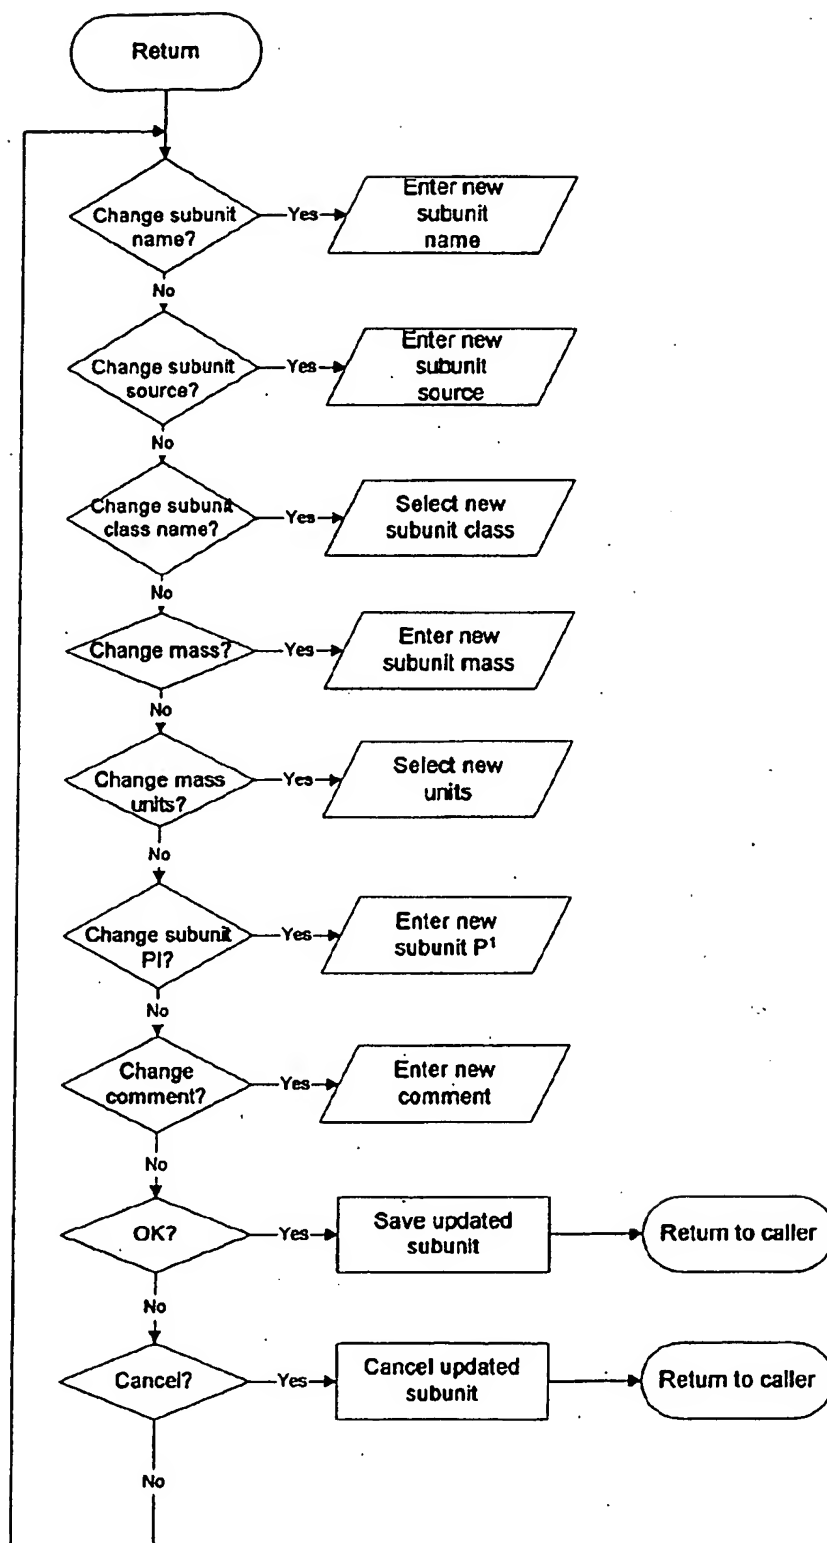 Return
Change subunit
name?
Yes
Enter new
subunit
name
No
Change subunit
source?
Yes
Enter new
subunit
source
No
Change subunit
class name?
Yes
Select new
subunit class
No
Change mass?
Yes
Enter new
subunit mass
No
Change mass
units?
Yes
Select new
units
No
Change subunit
PI?
Yes
Enter new
subunit P¹
No
Change
comment?
Yes
Enter new
comment
No
OK?
Yes
Save updated
subunit
Return to caller
No
Cancel?
Yes
Cancel updated
subunit
Return to caller
No